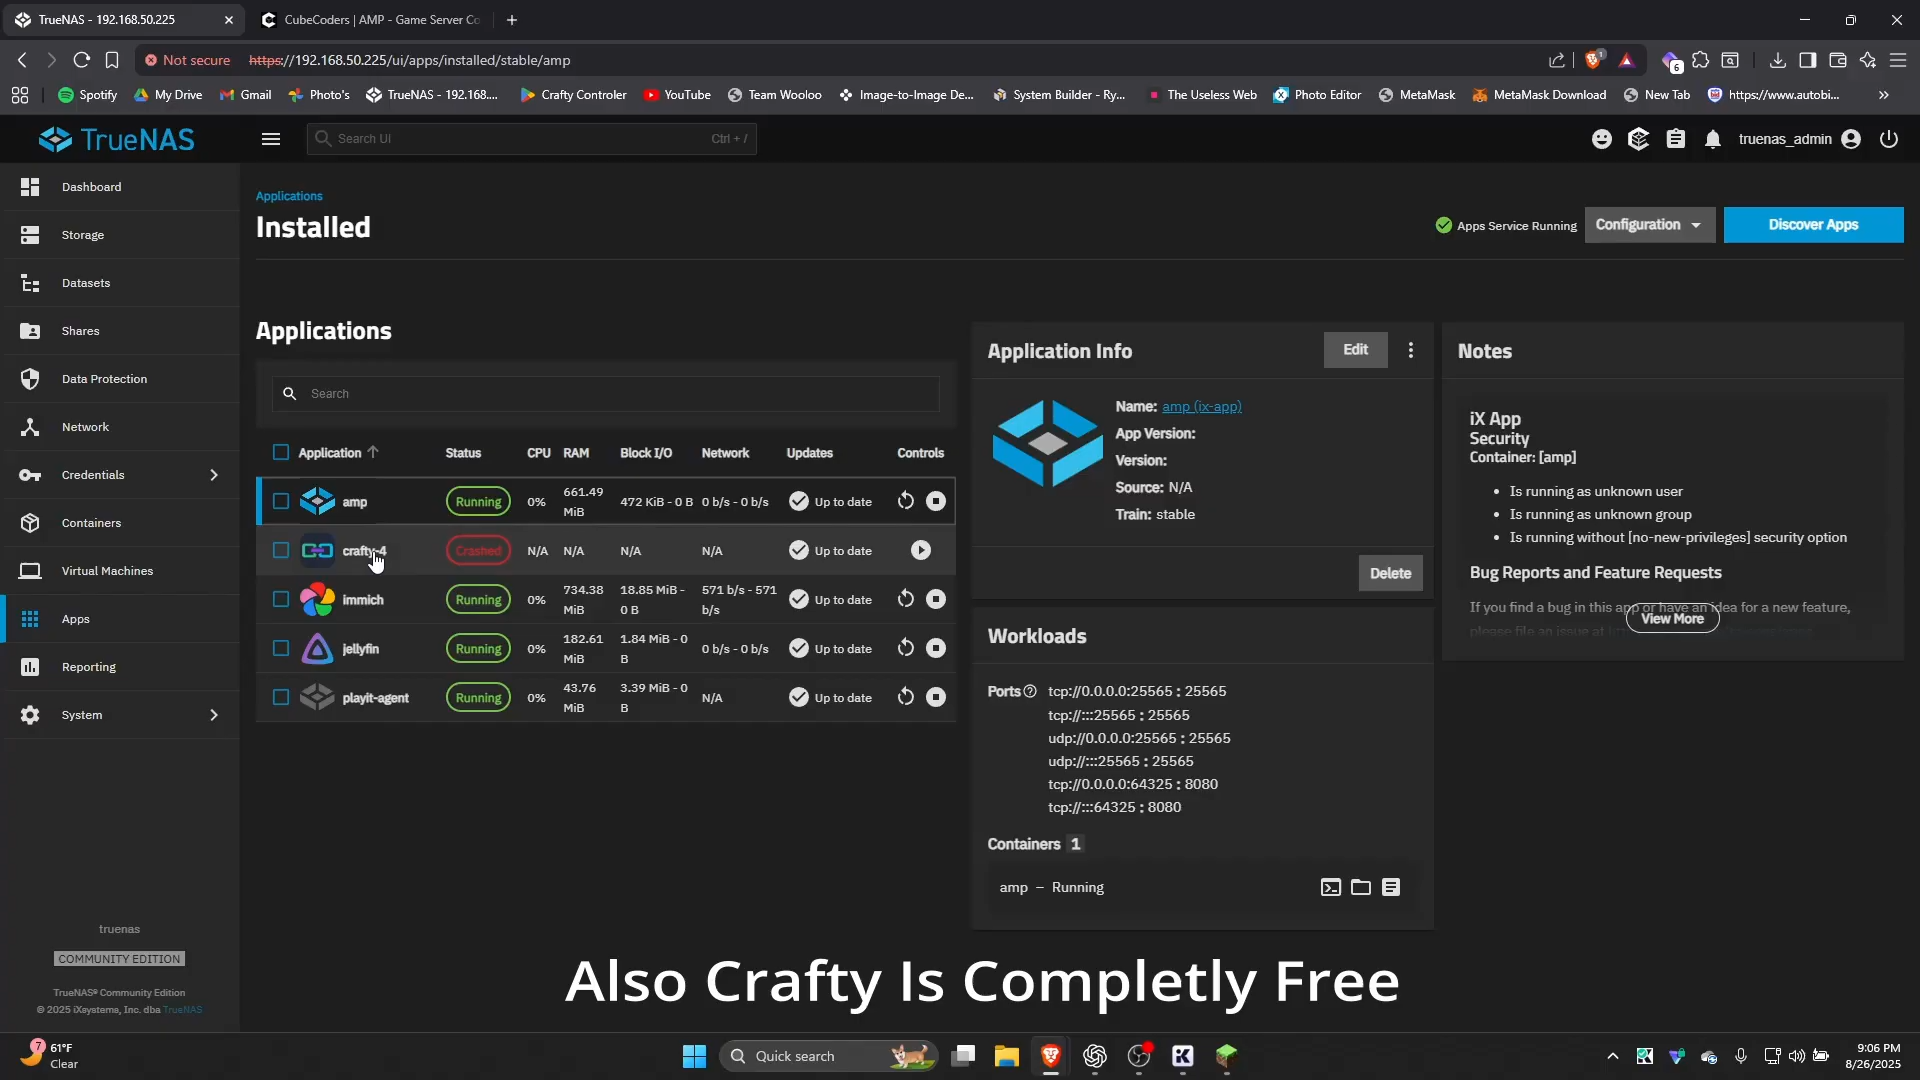 TrueNAS - 192.168.50.225
CubeCoders | AMP - Game Server Co
Not secure
https://192.168.50.225/ui/apps/installed/stable/amp
1
6
Spotify
My Drive
Gmail
Photo's
TrueNAS - 192.168....
Crafty Controler
YouTube
Team Wooloo
Image-to-Image De...
System Builder - Ry...
The Useless Web
Photo Editor
MetaMask
MetaMask Download
New Tab
https://www.autobi...
TrueNAS
Search UI
Ctrl + /
truenas_admin
Dashboard
Storage
Datasets
Shares
Data Protection
Network
Credentials
Containers
Virtual Machines
Apps
Reporting
System
truenas
COMMUNITY EDITION
TrueNAS® Community Edition
© 2025 iXsystems, Inc. dba TrueNAS
Applications
Installed
Apps Service Running
Configuration
Discover Apps
Applications
Search
Application Status CPU RAM Block I/O Network Updates Controls
amp Running 0% 661.49 MiB 472 KiB - 0 B 0 b/s - 0 b/s Up to date
crafty-4 Crashed N/A N/A N/A N/A Up to date
immich Running 0% 734.38 MiB 18.85 MiB - 0 B 571 b/s - 571 b/s Up to date
jellyfin Running 0% 182.61 MiB 1.84 MiB - 0 B 0 b/s - 0 b/s Up to date
playit-agent Running 0% 43.76 MiB 3.39 MiB - 0 B N/A Up to date
Application Info
Edit
Name: amp (ix-app)
App Version:
Version:
Source: N/A
Train: stable
Delete
Workloads
Ports
tcp://0.0.0.0:25565 : 25565
tcp://:::25565 : 25565
udp://0.0.0.0:25565 : 25565
udp://:::25565 : 25565
tcp://0.0.0.0:64325 : 8080
tcp://:::64325 : 8080
Containers 1
amp – Running
Notes
iX App
Security
Container: [amp]
Is running as unknown user
Is running as unknown group
Is running without [no-new-privileges] security option
Bug Reports and Feature Requests
If you find a bug in this app or have an idea for a new feature,
please file an issue at
View More
Also Crafty Is Completly Free
7
61°F
Clear
Quick search
9:06 PM
8/26/2025